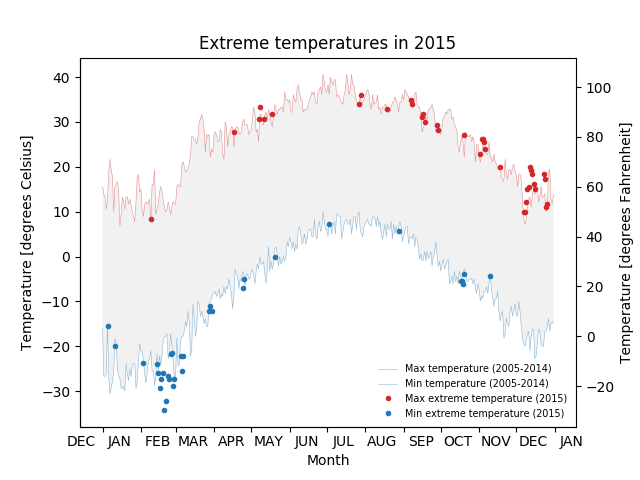 Extreme temperatures in 2015
40
30
20
10
0
−10
−20
−30
Temperature [degrees Celsius]
100
80
60
40
20
0
−20
Temperature [degrees Fahrenheit]
Max temperature (2005-2014)
Min temperature (2005-2014)
Max extreme temperature (2015)
Min extreme temperature (2015)
DEC JAN FEB MAR APR MAY JUN JUL AUG SEP OCT NOV DEC JAN
Month